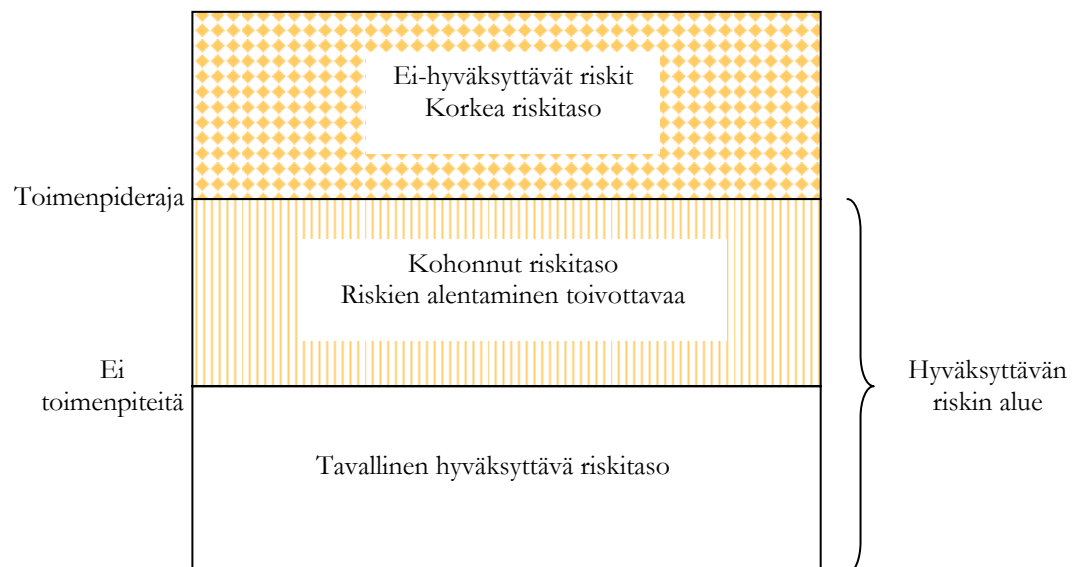 Ei-hyväksyttävät riskit
Korkea riskitaso
Toimenpideraja
Kohonnut riskitaso
Riskien alentaminen toivottavaa
Ei
toimenpiteitä
Hyväksyttävän
riskin alue
Tavallinen hyväksyttävä riskitaso